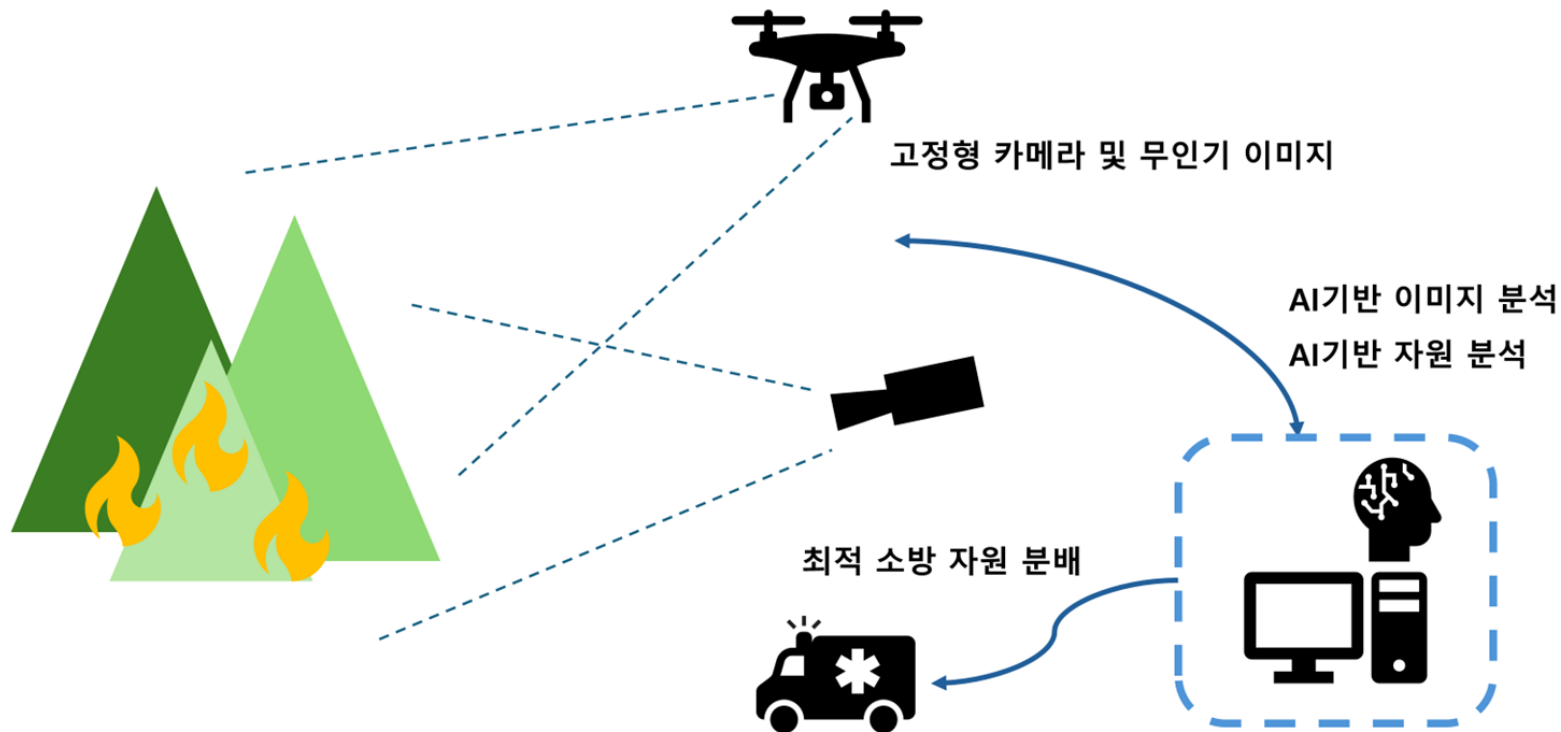 고정형 카메라 및 무인기 이미지
AI기반 이미지 분석
AI기반 자원 분석
최적 소방 자원 분배